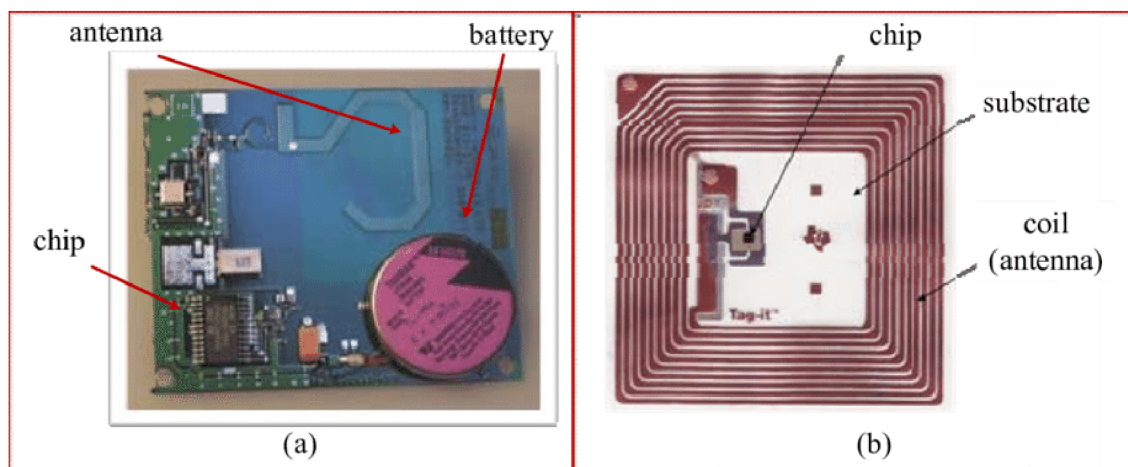 antenna
battery
chip
(a)
chip
substrate
coil
(antenna)
Tag-it™
(b)